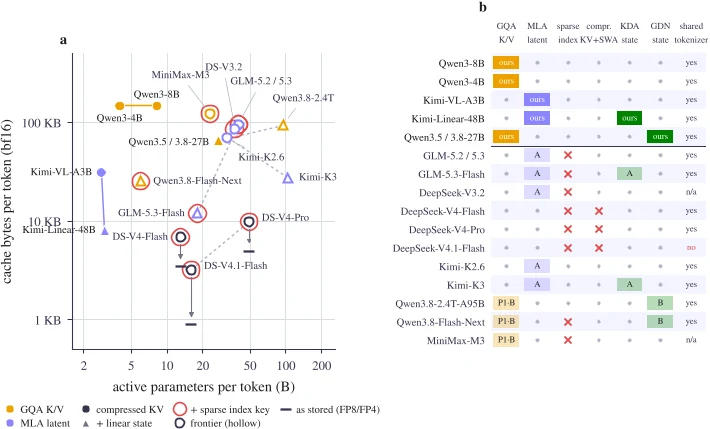 a
cache bytes per token (bf16)
100 KB
10 KB
1 KB
DS-V3.2
MiniMax-M3
GLM-5.2 / 5.3
Qwen3-8B
Qwen3.8-2.4T
Qwen3-4B
Qwen3.5 / 3.8-27B
Kimi-K2.6
Kimi-VL-A3B
Qwen3.8-Flash-Next
Kimi-K3
GLM-5.3-Flash
DS-V4-Pro
Kimi-Linear-48B
DS-V4-Flash
DS-V4.1-Flash
2 5 10 20 50 100 200
active parameters per token (B)
GQA K/V compressed KV + sparse index key as stored (FP8/FP4)
MLA latent + linear state frontier (hollow)
b
GQA MLA sparse compr. KDA GDN shared
K/V latent index KV+SWA state state tokenizer
Qwen3-8B ours yes
Qwen3-4B ours yes
Kimi-VL-A3B ours yes
Kimi-Linear-48B ours ours yes
Qwen3.5 / 3.8-27B ours ours yes
GLM-5.2 / 5.3 A yes
GLM-5.3-Flash A A yes
DeepSeek-V3.2 A n/a
DeepSeek-V4-Flash yes
DeepSeek-V4-Pro yes
DeepSeek-V4.1-Flash no
Kimi-K2.6 A yes
Kimi-K3 A A yes
Qwen3.8-2.4T-A95B P1-B B yes
Qwen3.8-Flash-Next P1-B B yes
MiniMax-M3 P1-B n/a